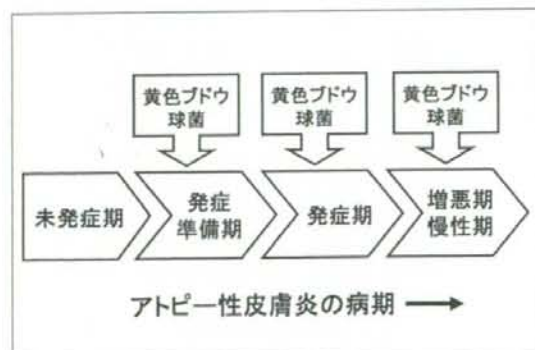 黄色ブドウ
球菌
黄色ブドウ
球菌
黄色ブドウ
球菌
未発症期
発症
準備期
発症期
増悪期
慢性期
アトピー性皮膚炎の病期